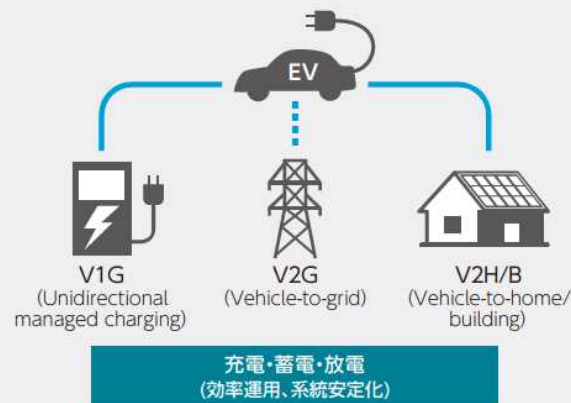 EV
V1G
(Unidirectional
managed charging)
V2G
(Vehicle-to-grid)
V2H/B
(Vehicle-to-home/
building)
充電・蓄電・放電
(効率運用、系統安定化)